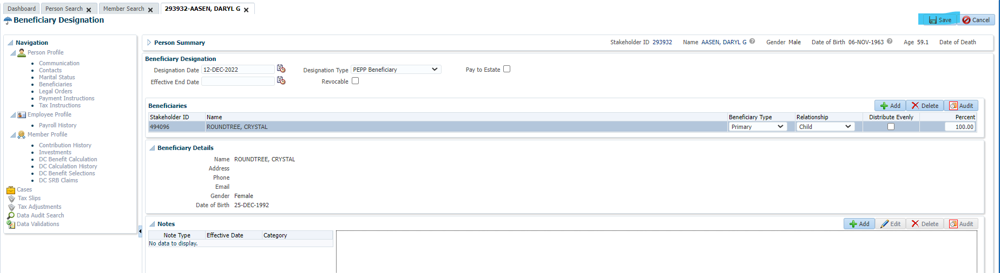 Dashboard Person Search Member Search 293932-AASEN, DARYL G
Beneficiary Designation
Save Cancel
Navigation
Person Profile
Communication
Contacts
Marital Status
Beneficiaries
Legal Orders
Payment Instructions
Tax Instructions
Employee Profile
Payroll History
Member Profile
Contribution History
Investments
DC Benefit Calculation
DC Calculation History
DC Benefit Selections
DC SRB Claims
Cases
Tax Slips
Tax Adjustments
Data Audit Search
Data Validations
Person Summary Stakeholder ID 293932 Name AASEN, DARYL G Gender Male Date of Birth 06-NOV-1963 Age 59.1 Date of Death
Beneficiary Designation
Designation Date 12-DEC-2022 Designation Type PEPP Beneficiary Pay to Estate
Effective End Date Revocable
Beneficiaries Add Delete Audit
Stakeholder ID Name Beneficiary Type Relationship Distribute Evenly Percent
494096 ROUNDTREE, CRYSTAL Primary Child 100.00
Beneficiary Details
Name ROUNDTREE, CRYSTAL
Address
Phone
Email
Gender Female
Date of Birth 25-DEC-1992
Notes Add Edit Delete Audit
Note Type Effective Date Category
No data to display.